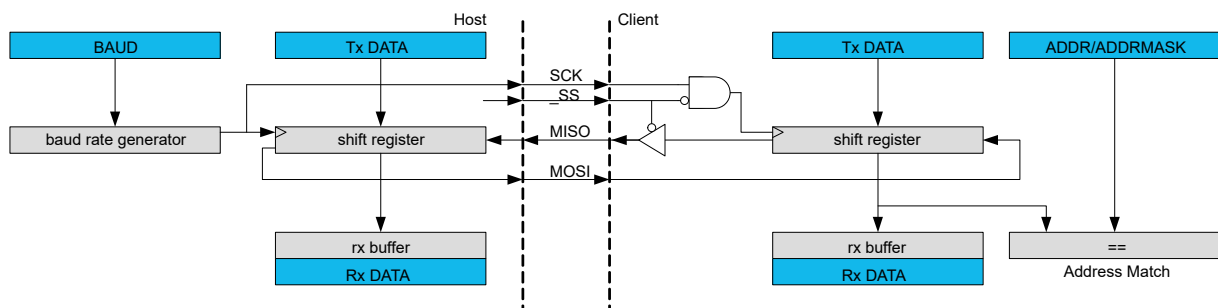 Host
Client
BAUD
Tx DATA
Tx DATA
ADDR/ADDRMASK
SCK
_SS
baud rate generator
shift register
MISO
shift register
MOSI
rx buffer
rx buffer
==
Rx DATA
Rx DATA
Address Match